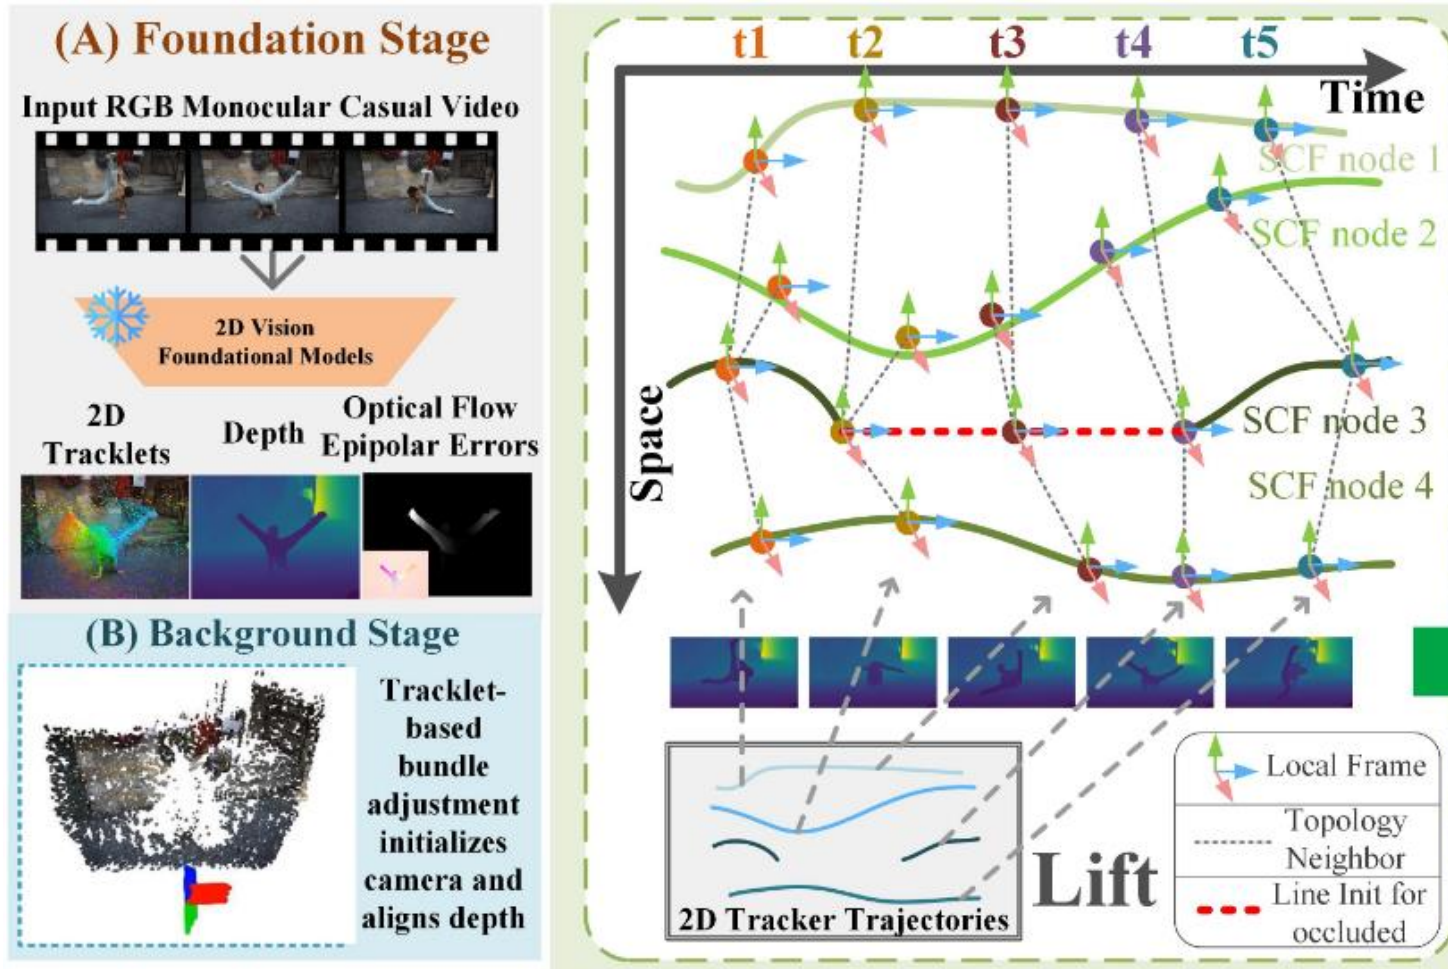 (A) Foundation Stage
Input RGB Monocular Casual Video
2D Vision
Foundational Models
2D
Tracklets
Depth
Optical Flow
Epipolar Errors
(B) Background Stage
Tracklet-
based
bundle
adjustment
initializes
camera and
aligns depth
t1 t2 t3 t4 t5
Time
Space
SCF node 1
SCF node 2
SCF node 3
SCF node 4
2D Tracker Trajectories
Lift
Local Frame
Topology
Neighbor
Line Init for
occluded